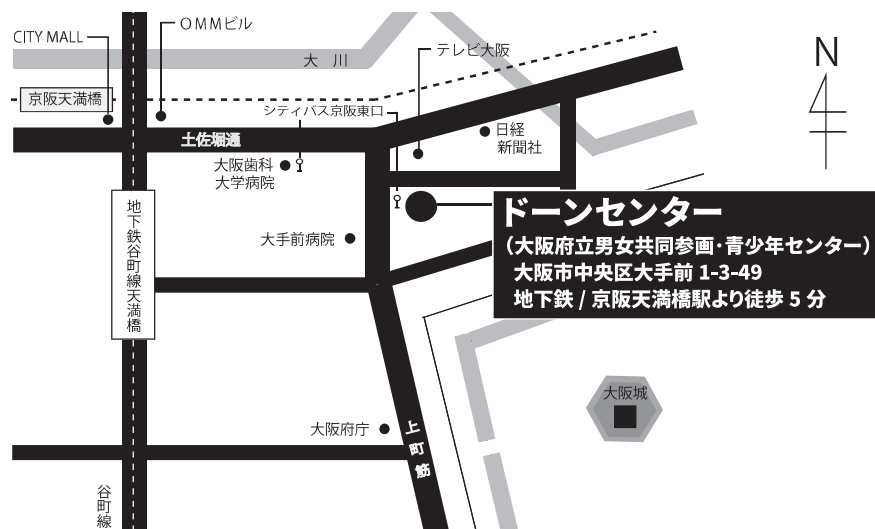 CITY MALL
OMMビル
大 川
テレビ大阪
N
京阪天満橋
シティバス京阪東口
土佐堀通
日経
新聞社
大阪歯科
大学病院
地下鉄谷町線天満橋
ドーンセンター
(大阪府立男女共同参画・青少年センター)
大阪市中央区大手前 1-3-49
地下鉄 / 京阪天満橋駅より徒歩 5 分
大手前病院
大阪城
大阪府庁
上町筋
谷町線